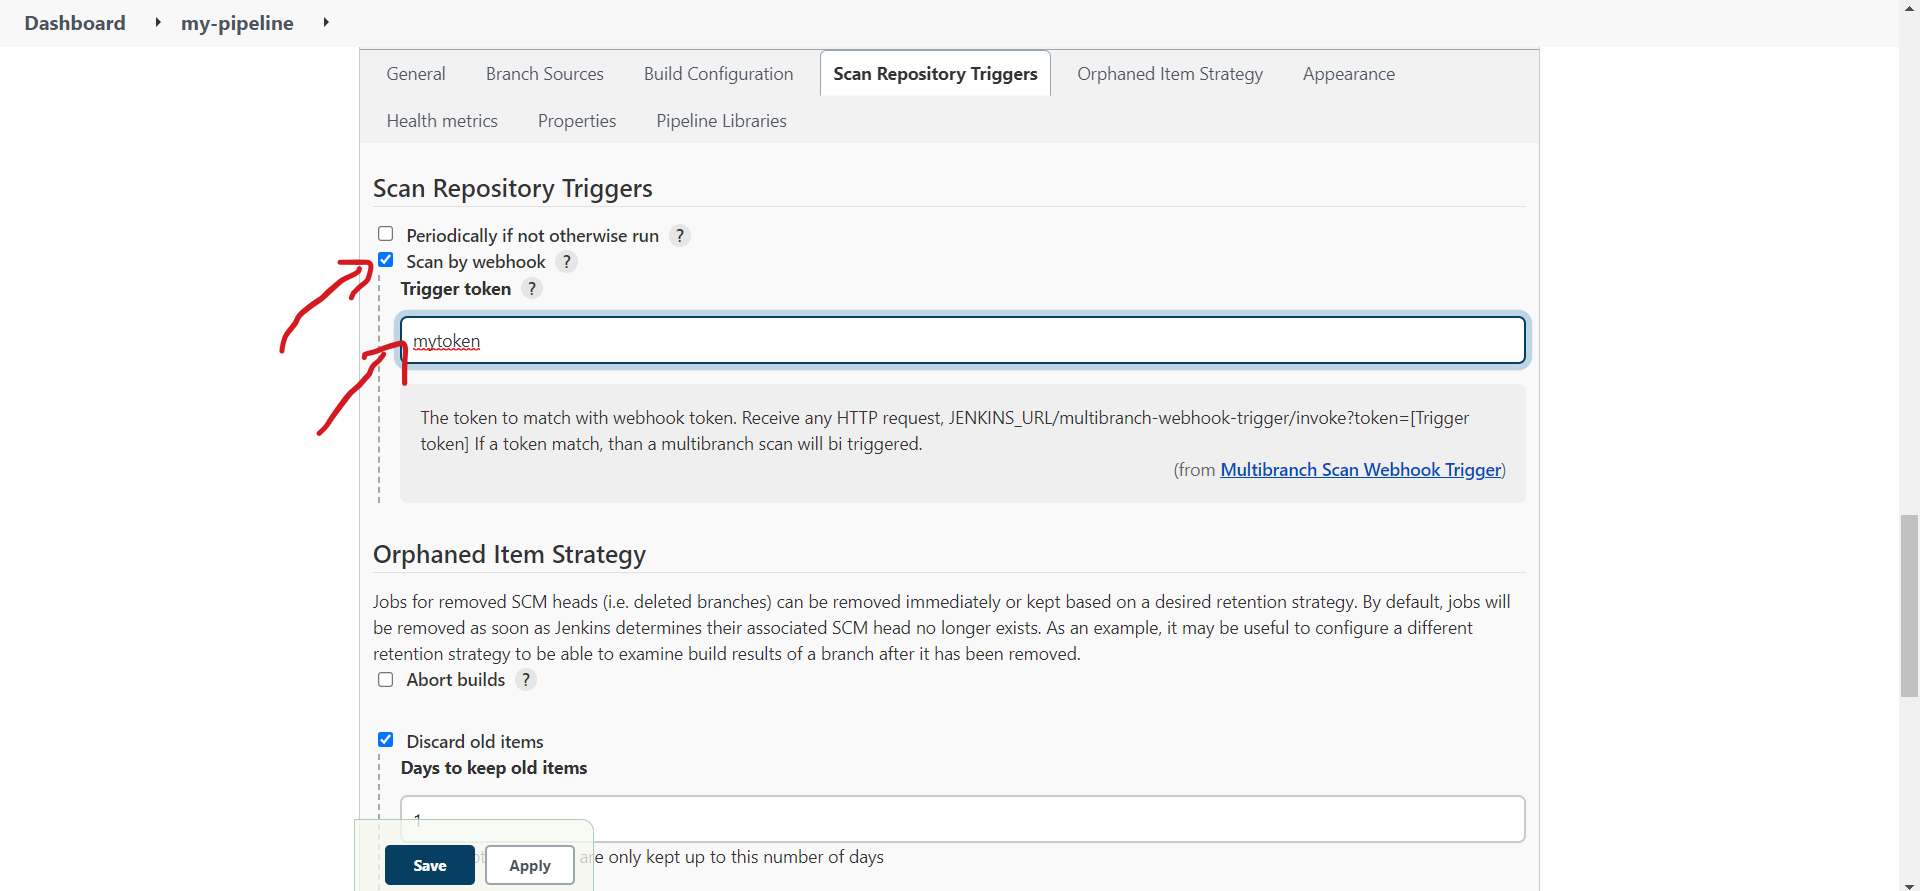 Dashboard my-pipeline
General Branch Sources Build Configuration Scan Repository Triggers Orphaned Item Strategy Appearance
Health metrics Properties Pipeline Libraries
Scan Repository Triggers
Periodically if not otherwise run ?
Scan by webhook ?
Trigger token ?
mytoken
The token to match with webhook token. Receive any HTTP request, JENKINS_URL/multibranch-webhook-trigger/invoke?token=[Trigger
token] If a token match, than a multibranch scan will bi triggered.
(from Multibranch Scan Webhook Trigger)
Orphaned Item Strategy
Jobs for removed SCM heads (i.e. deleted branches) can be removed immediately or kept based on a desired retention strategy. By default, jobs will
be removed as soon as Jenkins determines their associated SCM head no longer exists. As an example, it may be useful to configure a different
retention strategy to be able to examine build results of a branch after it has been removed.
Abort builds ?
Discard old items
Days to keep old items
1
are only kept up to this number of days
Save Apply